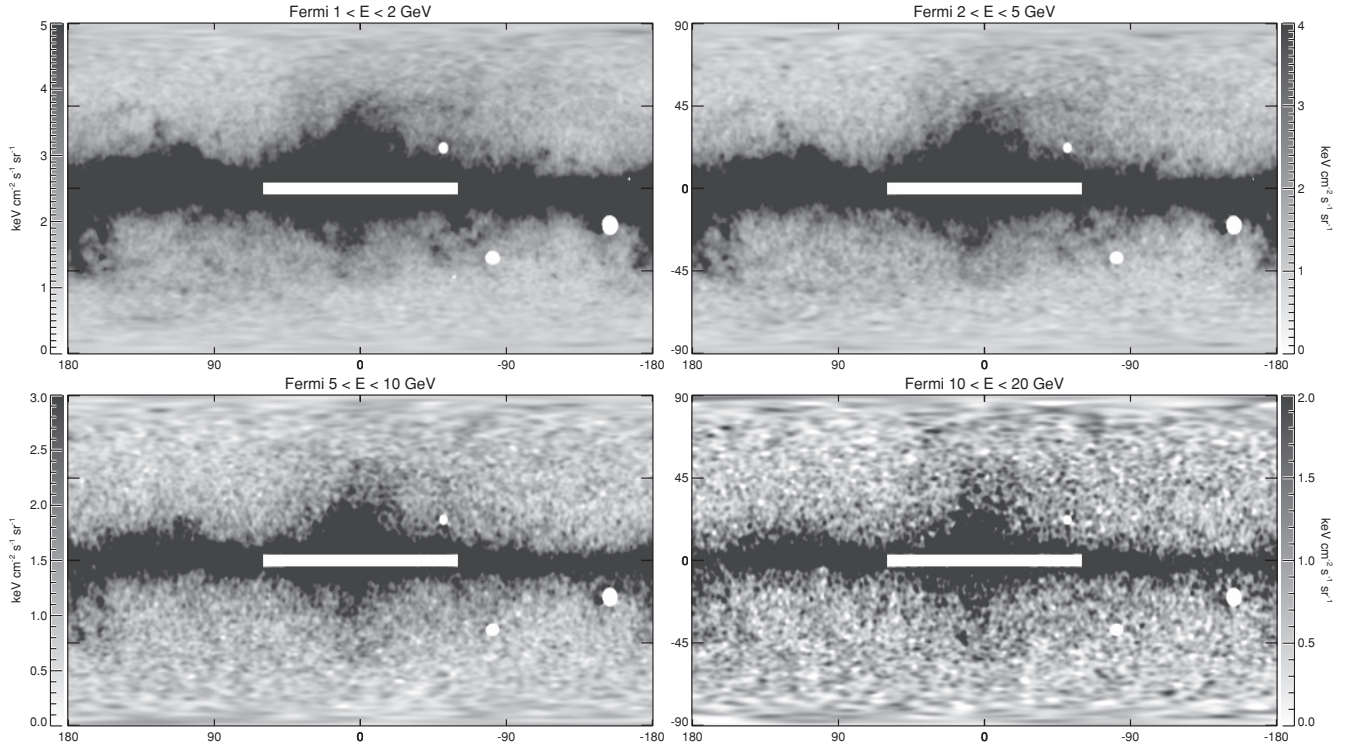 Fermi 1 < E < 2 GeV
5
4
3
2
1
0
keV cm⁻² s⁻¹ sr⁻¹
180 90 0 -90 -180
Fermi 2 < E < 5 GeV
90
45
0
-45
-90
4
3
2
1
0
keV cm⁻² s⁻¹ sr⁻¹
180 90 0 -90 -180
Fermi 5 < E < 10 GeV
3.0
2.5
2.0
1.5
1.0
0.5
0.0
keV cm⁻² s⁻¹ sr⁻¹
180 90 0 -90 -180
Fermi 10 < E < 20 GeV
90
45
0
-45
-90
2.0
1.5
1.0
0.5
0.0
keV cm⁻² s⁻¹ sr⁻¹
180 90 0 -90 -180